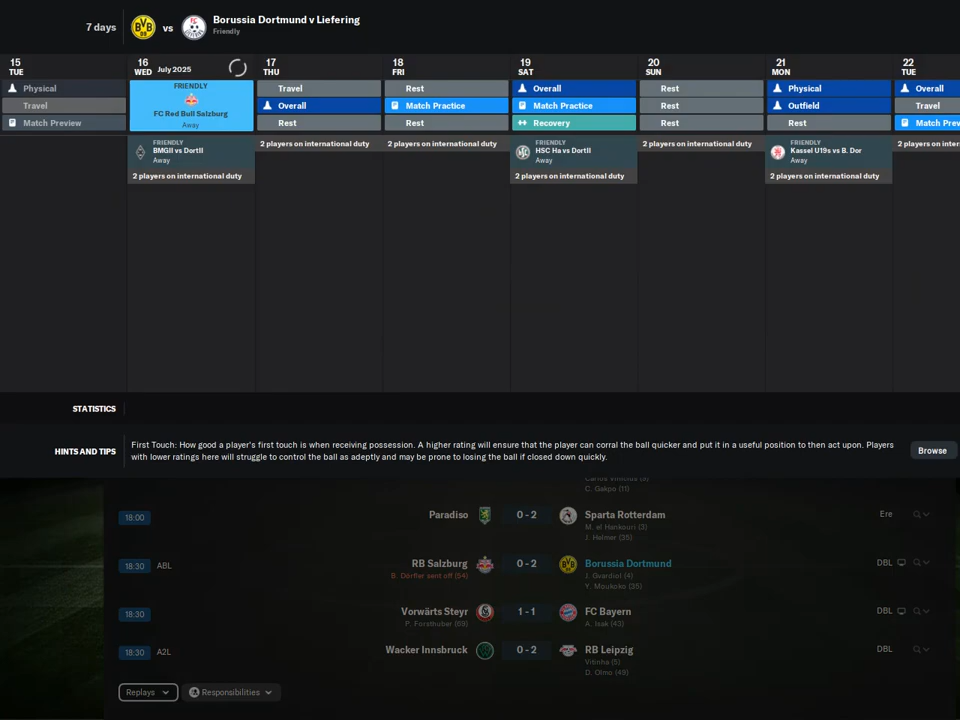 7 days
vs
Borussia Dortmund v Liefering
Friendly
15
TUE
16
WED July 2025
17
THU
18
FRI
19
SAT
20
SUN
21
MON
22
TUE
Physical
Travel
Match Preview
FRIENDLY
FC Red Bull Salzburg
Away
Travel
Overall
Rest
Rest
Match Practice
Rest
Overall
Match Practice
Recovery
Rest
Rest
Rest
Physical
Outfield
Rest
Overall
Travel
Match Prev
FRIENDLY
BMGII vs DortII
Away
2 players on international duty
2 players on international duty
2 players on international duty
FRIENDLY
HSC Ha vs DortII
Away
2 players on international duty
2 players on international duty
FRIENDLY
Kassel U19s vs B. Dor
Away
2 players on international duty
2 players on intern
STATISTICS
HINTS AND TIPS
First Touch: How good a player's first touch is when receiving possession. A higher rating will ensure that the player can corral the ball quicker and put it in a useful position to then act upon. Players
with lower ratings here will struggle to control the ball as adeptly and may be prone to losing the ball if closed down quickly.
Browse
Carlos Vinícius
C. Gakpo (11)
18:00 Paradiso 0 - 2 Sparta Rotterdam Ere
M. el Hankouri (3)
J. Helmer (35)
18:30 ABL RB Salzburg 0 - 2 Borussia Dortmund DBL
B. Dorfler sent off (54) J. Gvardiol (4)
Y. Moukoko (35)
18:30 Vorwärts Steyr 1 - 1 FC Bayern DBL
P. Forsthuber (69) A. Isak (43)
18:30 A2L Wacker Innsbruck 0 - 2 RB Leipzig DBL
Vitinha (5)
D. Olmo (49)
Replays
Responsibilities